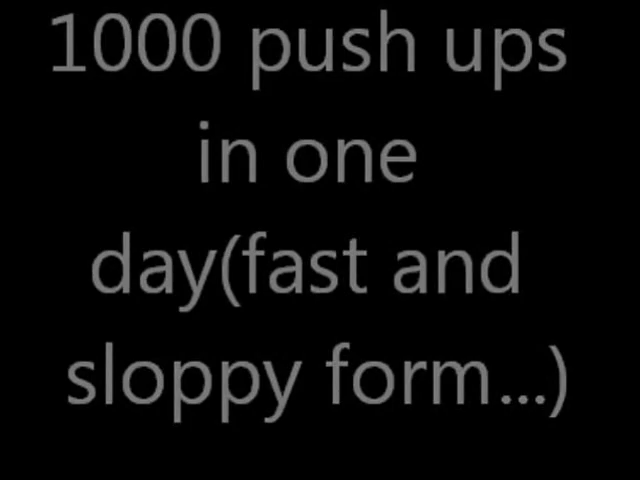 1000 push ups
in one
day(fast and
sloppy form...)